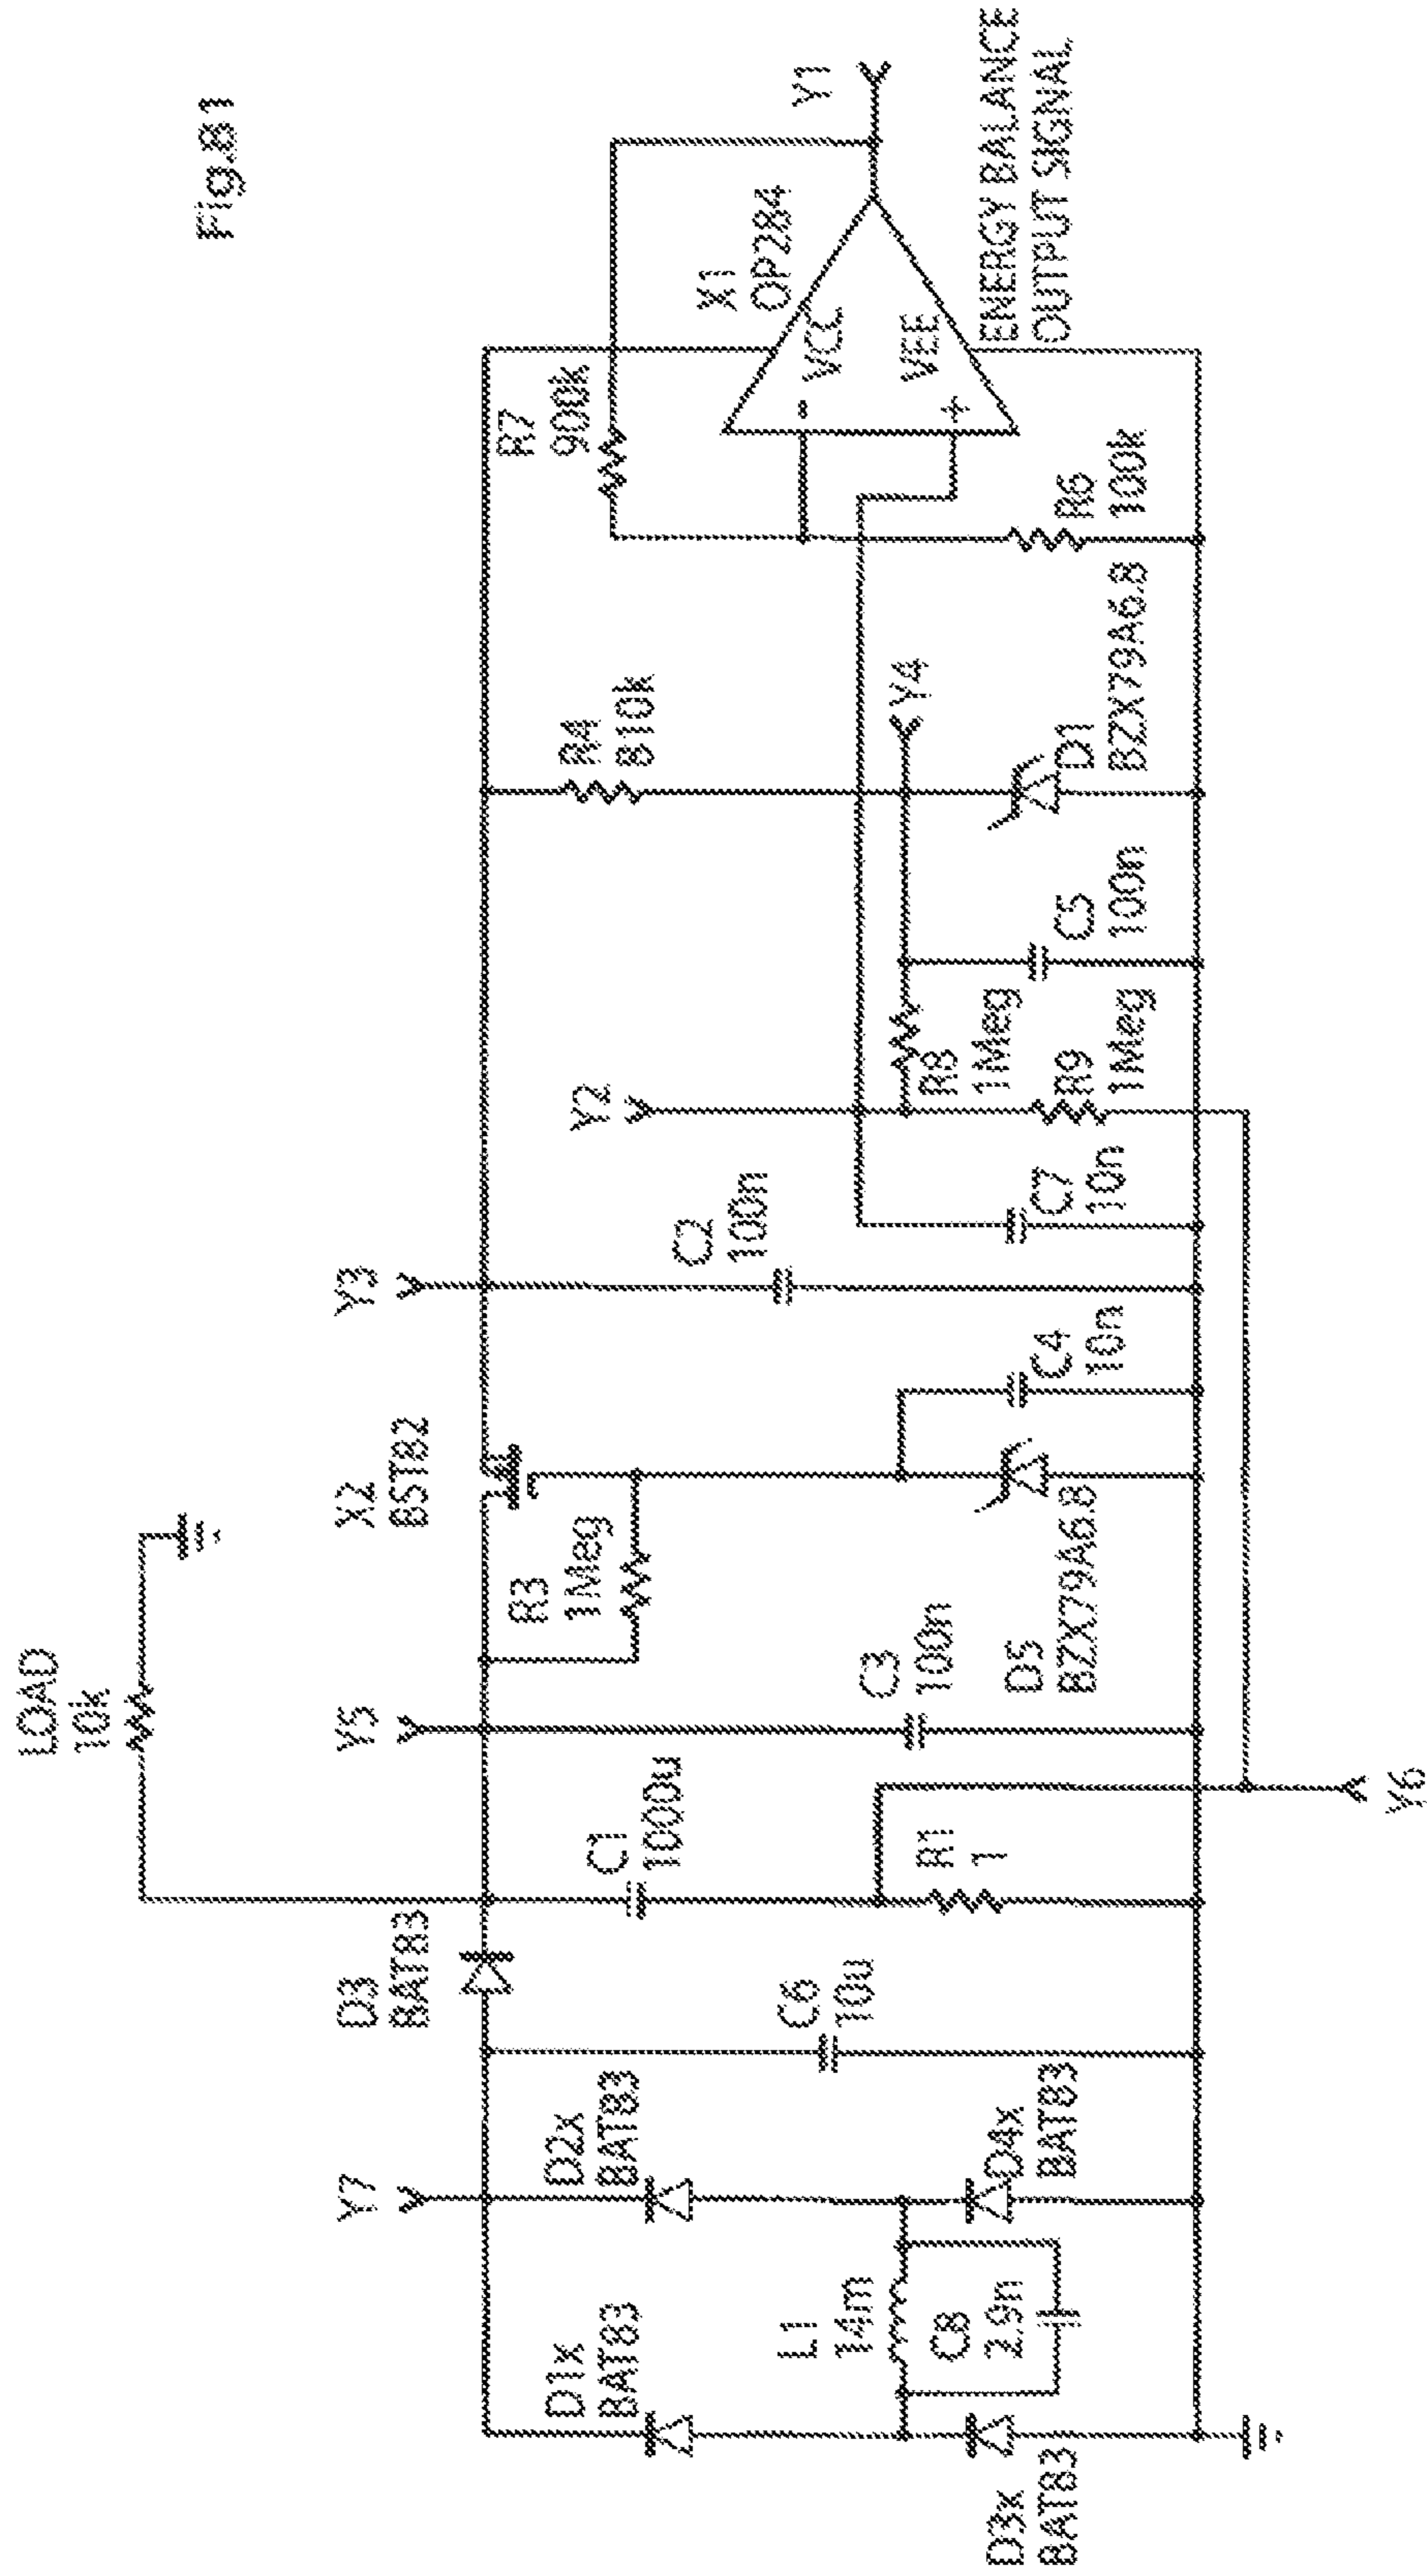 Fig.81
LOAD
10k
Y7
D3
BAT83
Y5
X2
BST82
Y3
D1x
BAT83
D2x
BAT83
C1
1000u
R3
1Meg
Y2
R4
810k
R7
900k
L1
14m
C6
10u
C3
100n
C2
100n
Y4
X1
OP284
Y1
VCC
VEE
-
+
C8
2.9n
R1
1
C4
10n
C7
10n
R8
1Meg
R9
1Meg
C5
100n
D1
BZX79A6.8
R6
100k
D3x
BAT83
D4x
BAT83
D5
BZX79A6.8
ENERGY BALANCE
OUTPUT SIGNAL
Y6